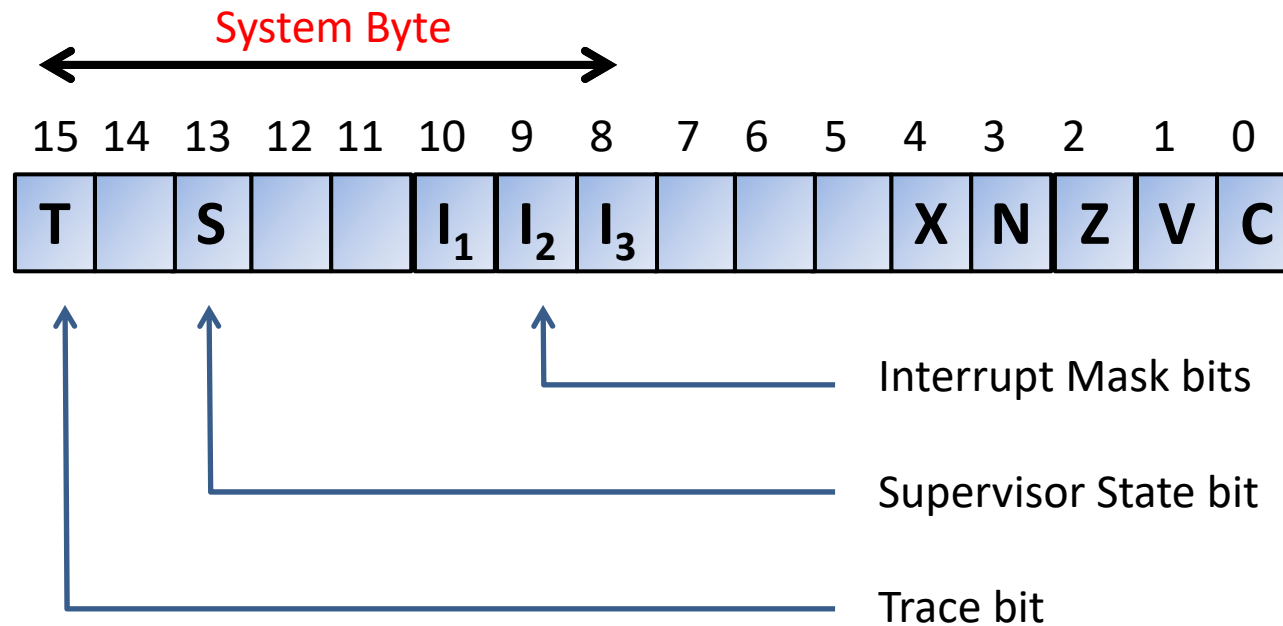 System Byte
15 14 13 12 11 10 9 8 7 6 5 4 3 2 1 0
T S I₁ I₂ I₃ X N Z V C
Interrupt Mask bits
Supervisor State bit
Trace bit